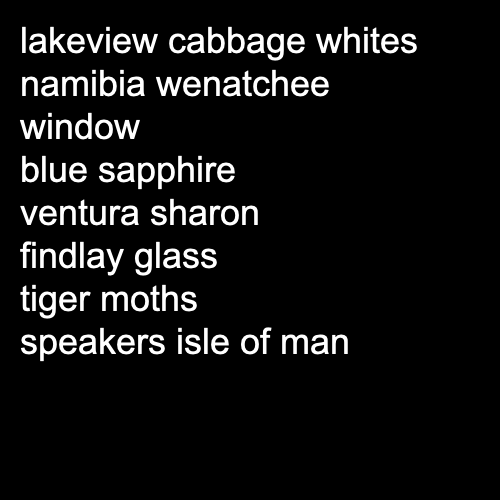 lakeview cabbage whites
namibia wenatchee
window
blue sapphire
ventura sharon
findlay glass
tiger moths
speakers isle of man